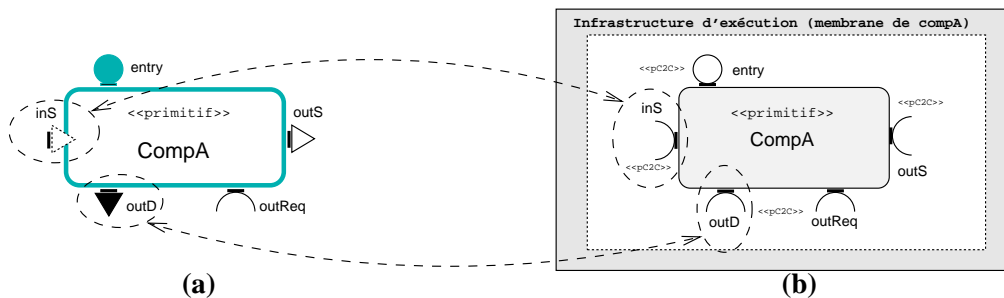 Infrastructure d'exécution (membrane de compA)
entry
inS
<<primitif>>
outS
CompA
outD
outReq
(a)
<<pC2C>>
entry
inS
<<primitif>>
<<pC2C>>
CompA
<<pC2C>>
outS
outD
<<pC2C>>
outReq
(b)